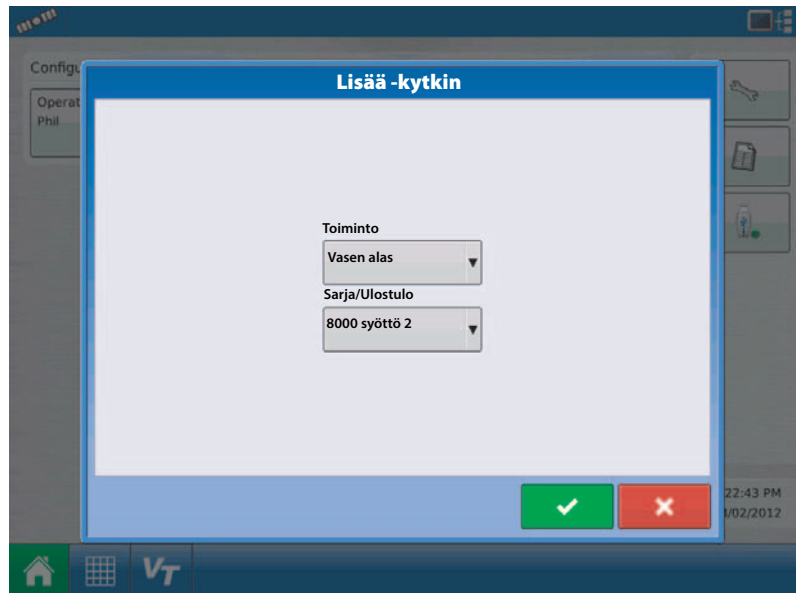 Configu
Operat
Phil
Lisää -kytkin
Toiminto
Vasen alas
Sarja/Ulostulo
8000 syöttö 2
22:43 PM
/02/2012
VT